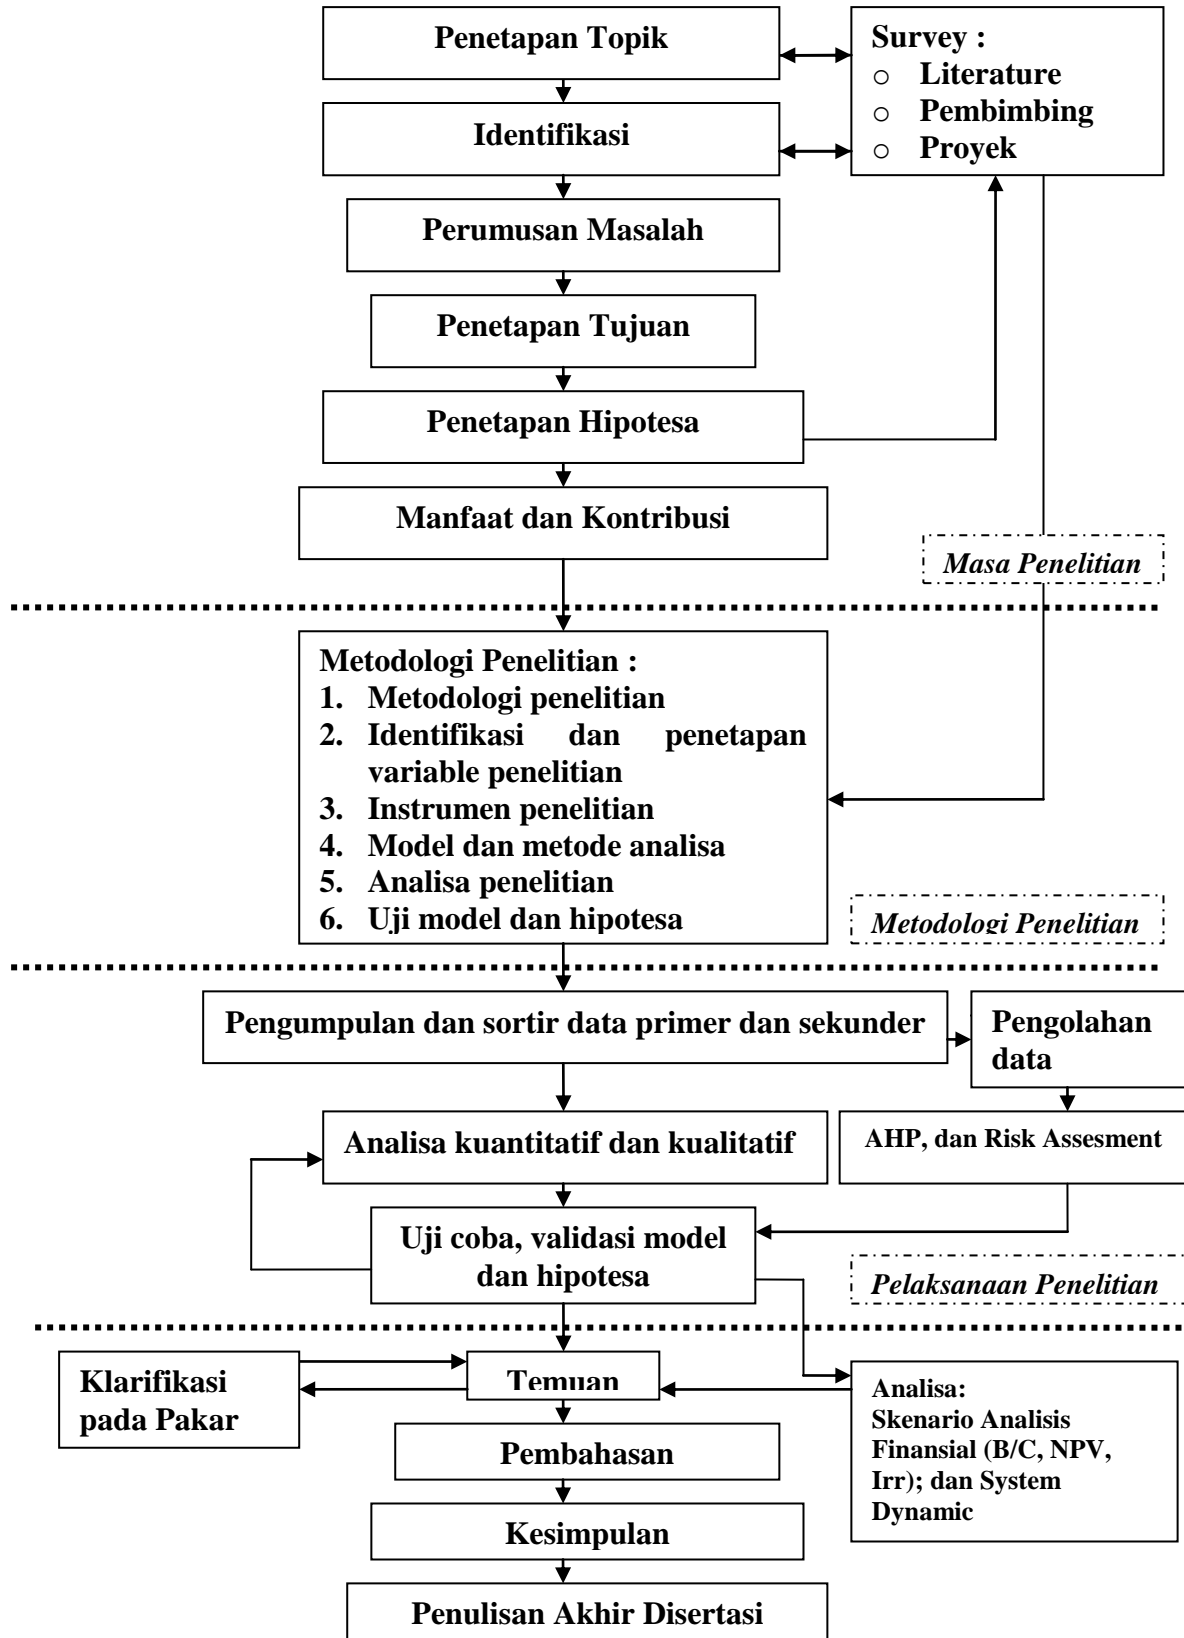 Penetapan Topik
Survey :
o Literature
o Pembimbing
o Proyek
Identifikasi
Perumusan Masalah
Penetapan Tujuan
Penetapan Hipotesa
Manfaat dan Kontribusi
Masa Penelitian
Metodologi Penelitian :
1. Metodologi penelitian
2. Identifikasi dan penetapan
variable penelitian
3. Instrumen penelitian
4. Model dan metode analisa
5. Analisa penelitian
6. Uji model dan hipotesa
Metodologi Penelitian
Pengumpulan dan sortir data primer dan sekunder
Pengolahan
data
Analisa kuantitatif dan kualitatif
AHP, dan Risk Assesment
Uji coba, validasi model
dan hipotesa
Pelaksanaan Penelitian
Klarifikasi
pada Pakar
Temuan
Analisa:
Skenario Analisis
Finansial (B/C, NPV,
Irr); dan System
Dynamic
Pembahasan
Kesimpulan
Penulisan Akhir Disertasi